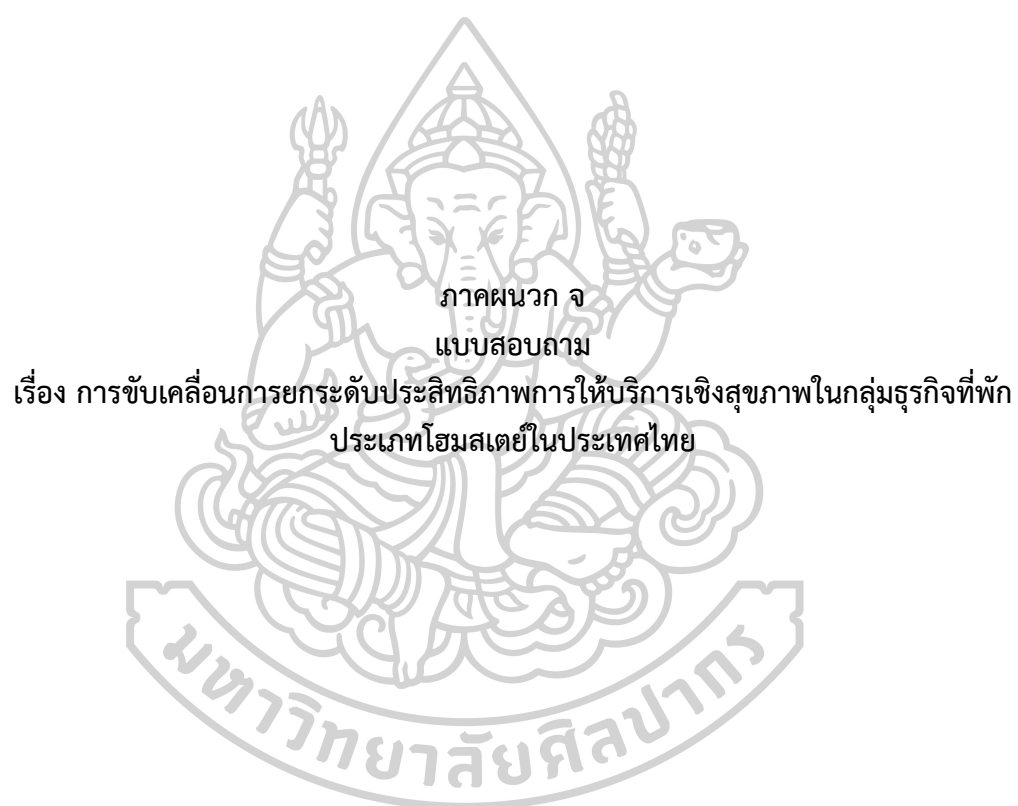 ภาคผนวก จ
แบบสอบถาม
เรื่อง การขับเคลื่อนการยกระดับประสิทธิภาพการให้บริการเชิงสุขภาพในกลุ่มธุรกิจที่พัก
ประเภทโฮมสเตย์ในประเทศไทย
มหาวิทยาลัยศิลปากร